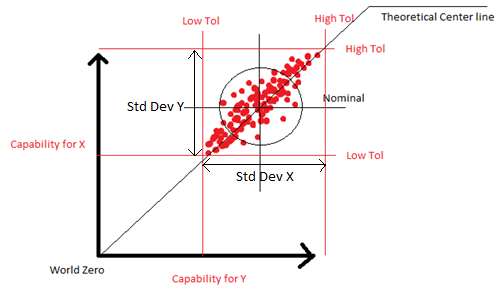 Theoretical Center line
Low Tol
High Tol
High Tol
Std Dev Y
Nominal
Capability for X
Low Tol
Std Dev X
World Zero
Capability for Y